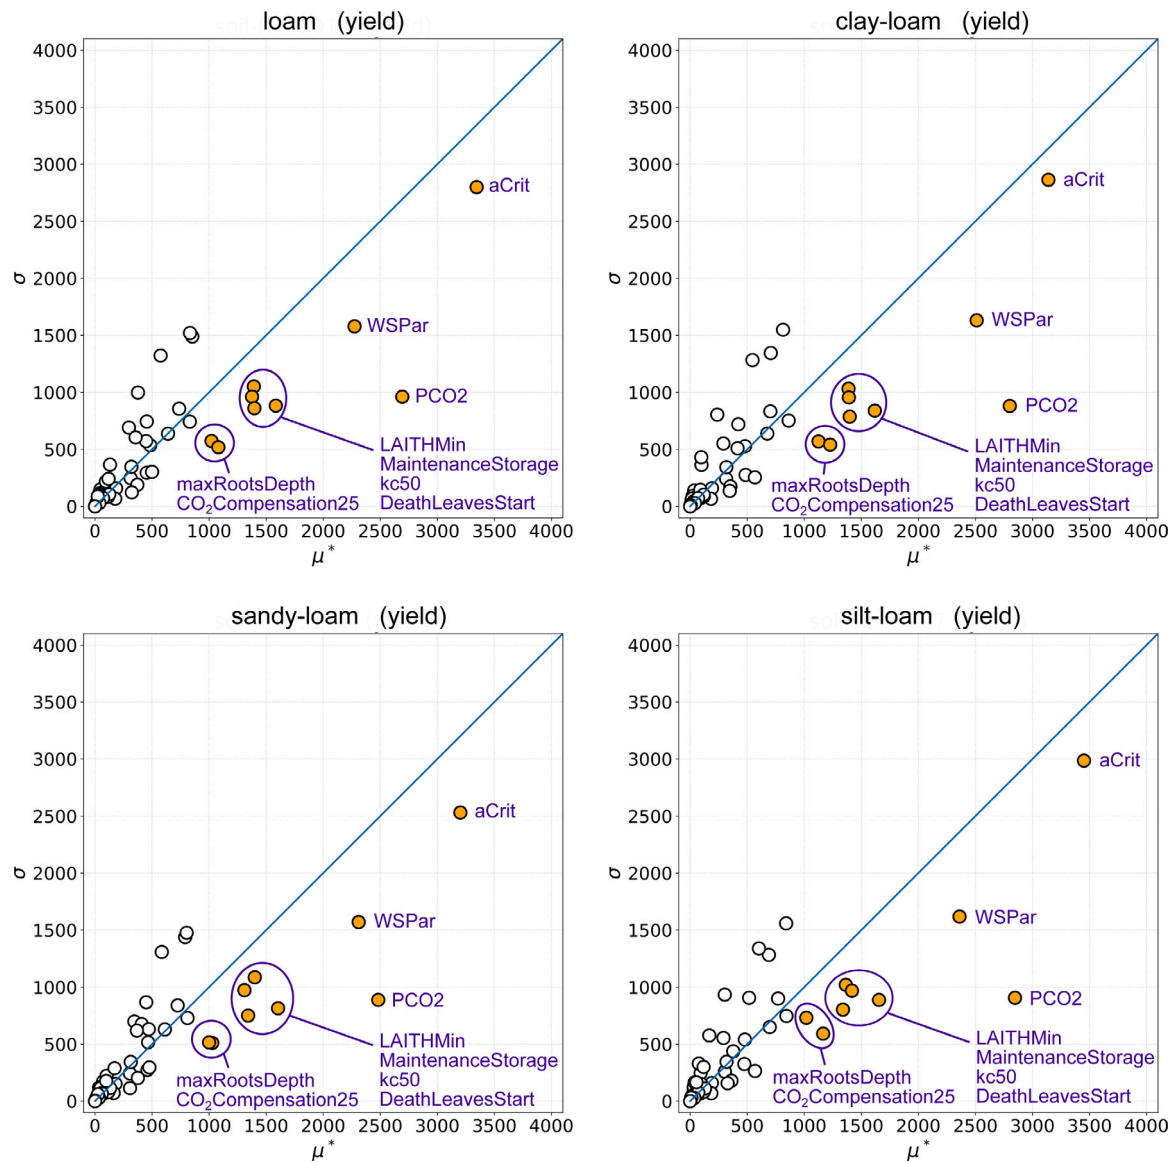 loam (yield)
4000
3500
3000
2500
2000
1500
1000
500
0
σ
aCrit
WSPar
PCO2
LAITHMin
MaintenanceStorage
kc50
DeathLeavesStart
maxRootsDepth
CO₂Compensation25
0 500 1000 1500 2000 2500 3000 3500 4000
μ*
clay-loam (yield)
4000
3500
3000
2500
2000
1500
1000
500
0
σ
aCrit
WSPar
PCO2
LAITHMin
MaintenanceStorage
kc50
DeathLeavesStart
maxRootsDepth
CO₂Compensation25
0 500 1000 1500 2000 2500 3000 3500 4000
μ*
sandy-loam (yield)
4000
3500
3000
2500
2000
1500
1000
500
0
σ
aCrit
WSPar
PCO2
LAITHMin
MaintenanceStorage
kc50
DeathLeavesStart
maxRootsDepth
CO₂Compensation25
0 500 1000 1500 2000 2500 3000 3500 4000
μ*
silt-loam (yield)
4000
3500
3000
2500
2000
1500
1000
500
0
σ
aCrit
WSPar
PCO2
LAITHMin
MaintenanceStorage
kc50
DeathLeavesStart
maxRootsDepth
CO₂Compensation25
0 500 1000 1500 2000 2500 3000 3500 4000
μ*